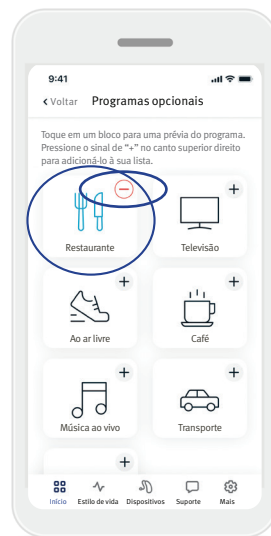 9:41
Voltar Programas opcionais
Toque em um bloco para uma prévia do programa.
Pressione o sinal de "+" no canto superior direito
para adicioná-lo à sua lista.
Restaurante Televisão
Ao ar livre Café
Música ao vivo Transporte
Início Estilo de vida Dispositivos Suporte Mais